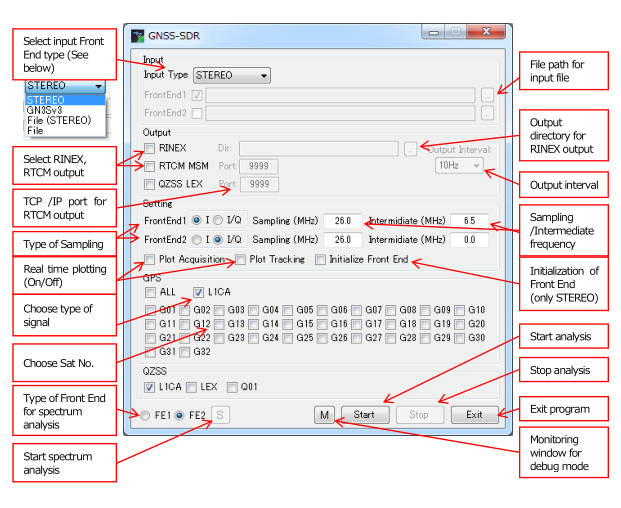 GNSS-SDR
Select input Front
End type (See
below)
STEREO
STEREO
GN3Sv3
File (STEREO)
File
Input
Input Type STEREO
FrontEnd1
...
FrontEnd2
...
File path for
input file
Output
RINEX Dir: ... Output Interval:
RTCM MSM Port: 9999 10Hz
QZSS LEX Port: 9999
Output
directory for
RINEX output
Select RINEX,
RTCM output
Output interval
TCP /IP port for
RTCM output
Setting
FrontEnd1 I I/Q Sampling (MHz) 26.0 Intermidiate (MHz) 6.5
FrontEnd2 I I/Q Sampling (MHz) 26.0 Intermidiate (MHz) 0.0
Plot Acquisition Plot Tracking Initialize Front End
Type of Sampling
Sampling
/Intermediate
frequency
Real time plotting
(On/Off)
Initialization of
Front End
(only STEREO)
GPS
ALL L1CA
G01 G02 G03 G04 G05 G06 G07 G08 G09 G10
G11 G12 G13 G14 G15 G16 G17 G18 G19 G20
G21 G22 G23 G24 G25 G26 G27 G28 G29 G30
G31 G32
Choose type of
signal
Choose Sat No.
Start analysis
Stop analysis
QZSS
L1CA LEX Q01
Type of Front End
for spectrum
analysis
FE1 FE2 S M Start Stop Exit
Exit program
Start spectrum
analysis
Monitoring
window for
debug mode